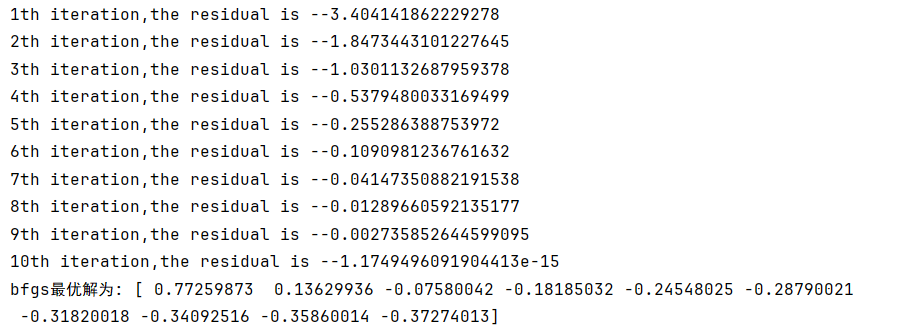 1th iteration,the residual is --3.404141862229278
2th iteration,the residual is --1.8473443101227645
3th iteration,the residual is --1.0301132687959378
4th iteration,the residual is --0.5379480033169499
5th iteration,the residual is --0.255286388753972
6th iteration,the residual is --0.1090981236761632
7th iteration,the residual is --0.04147350882191538
8th iteration,the residual is --0.01289660592135177
9th iteration,the residual is --0.002735852644599095
10th iteration,the residual is --1.1749496091904413e-15
bfgs最优解为: [ 0.77259873  0.13629936 -0.07580042 -0.18185032 -0.24548025 -0.28790021
 -0.31820018 -0.34092516 -0.35860014 -0.37274013]